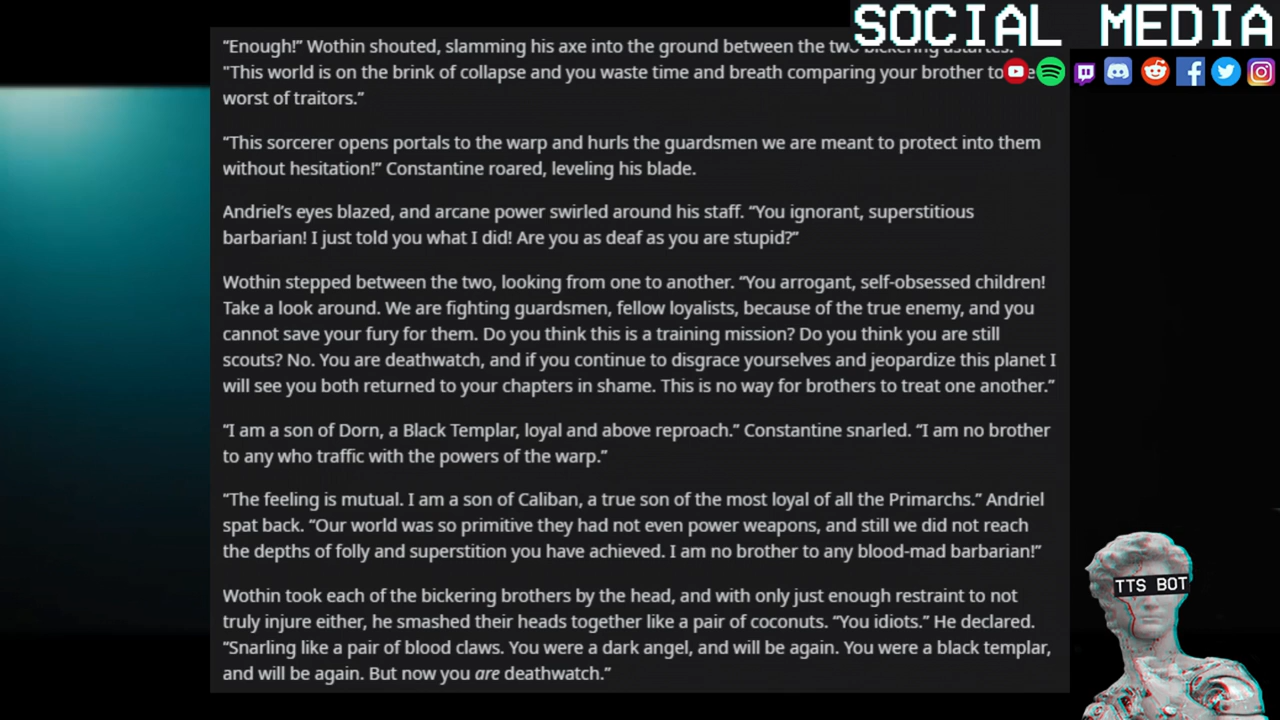 SOCIAL MEDIA
“Enough!” Wothin shouted, slamming his axe into the ground between the two bickering astartes.
"This world is on the brink of collapse and you waste time and breath comparing your brother to
worst of traitors.”
“This sorcerer opens portals to the warp and hurls the guardsmen we are meant to protect into them
without hesitation!” Constantine roared, leveling his blade.
Andriel’s eyes blazed, and arcane power swirled around his staff. “You ignorant, superstitious
barbarian! I just told you what I did! Are you as deaf as you are stupid?”
Wothin stepped between the two, looking from one to another. “You arrogant, self-obsessed children!
Take a look around. We are fighting guardsmen, fellow loyalists, because of the true enemy, and you
cannot save your fury for them. Do you think this is a training mission? Do you think you are still
scouts? No. You are deathwatch, and if you continue to disgrace yourselves and jeopardize this planet I
will see you both returned to your chapters in shame. This is no way for brothers to treat one another.”
“I am a son of Dorn, a Black Templar, loyal and above reproach.” Constantine snarled. “I am no brother
to any who traffic with the powers of the warp.”
“The feeling is mutual. I am a son of Caliban, a true son of the most loyal of all the Primarchs.” Andriel
spat back. “Our world was so primitive they had not even power weapons, and still we did not reach
the depths of folly and superstition you have achieved. I am no brother to any blood-mad barbarian!”
Wothin took each of the bickering brothers by the head, and with only just enough restraint to not
truly injure either, he smashed their heads together like a pair of coconuts. “You idiots.” He declared.
“Snarling like a pair of blood claws. You were a dark angel, and will be again. You were a black templar,
and will be again. But now you are deathwatch.”
TTS BOT